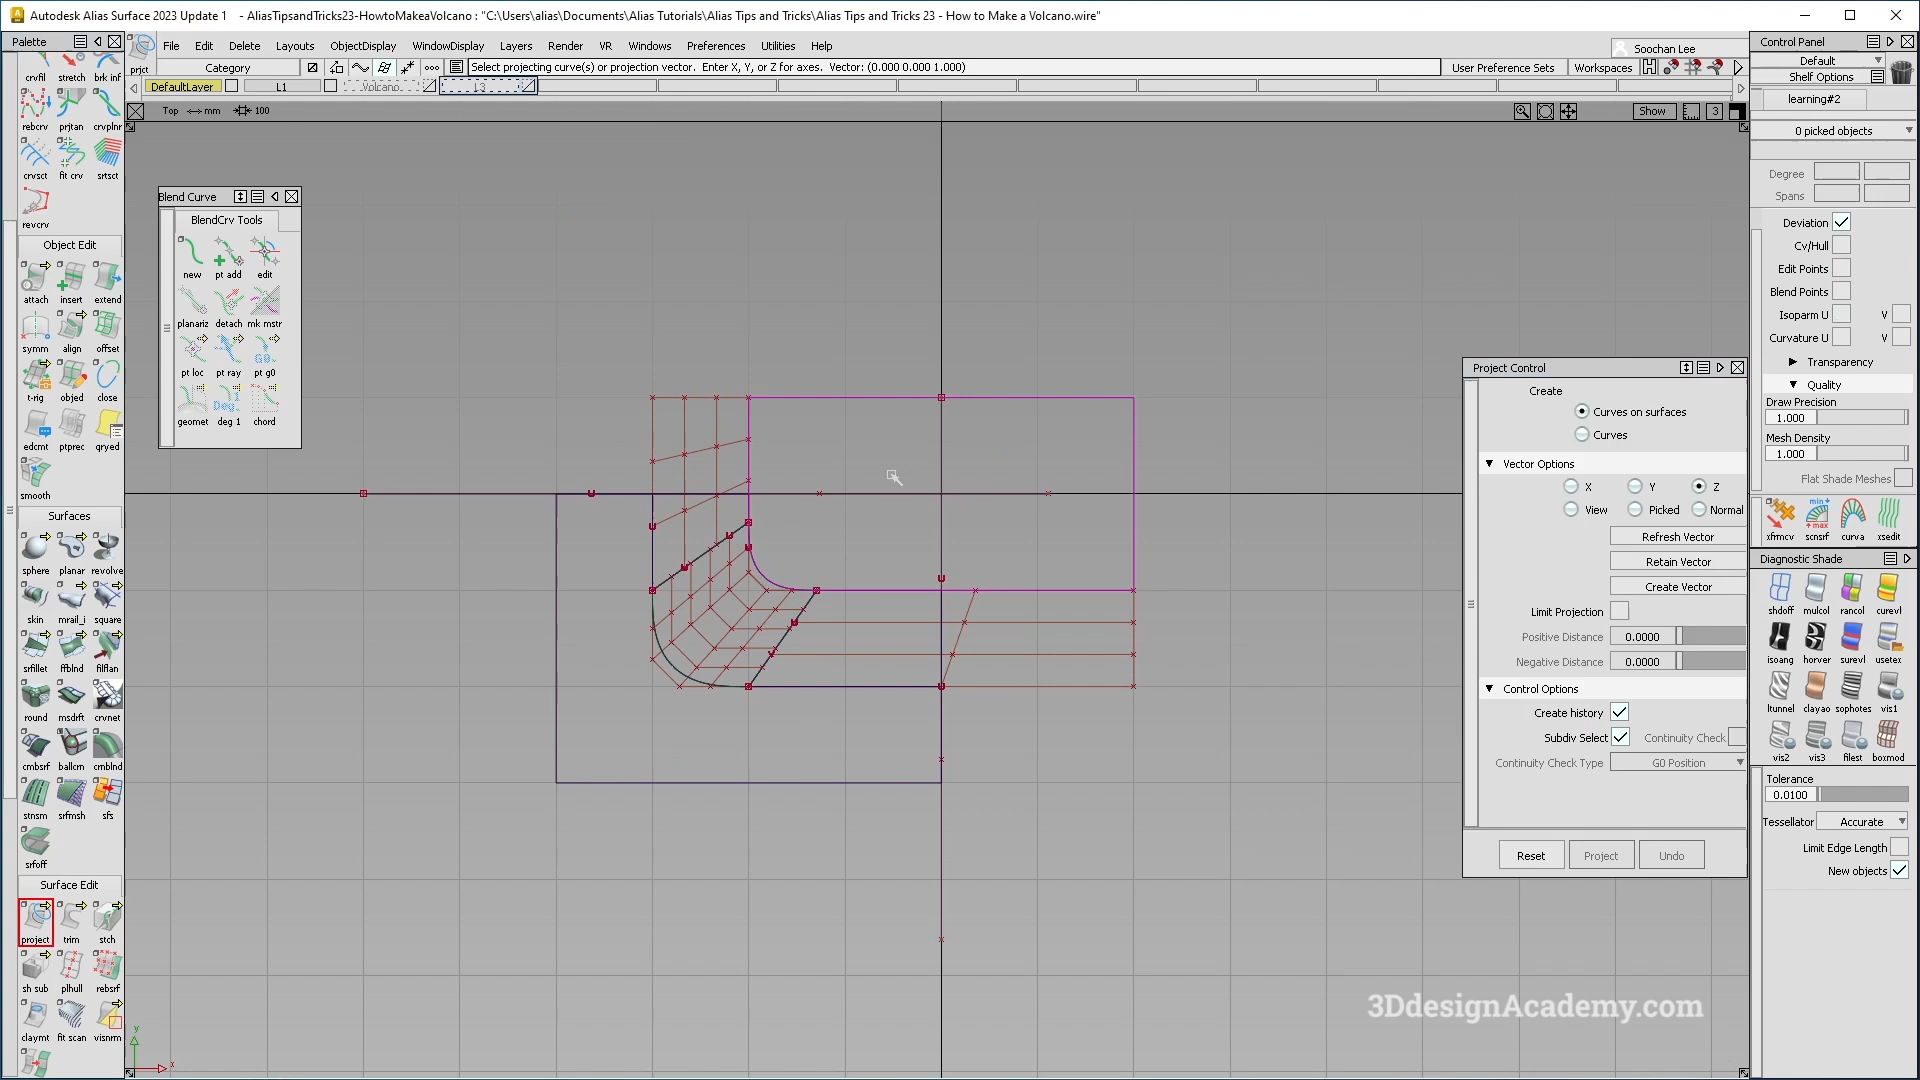 Autodesk Alias Surface 2023 Update 1 - AliasTipsandTricks23-HowtoMakeaVolcano : "C:\Users\alias\Documents\Alias Tutorials\Alias Tips and Tricks\Alias Tips and Tricks 23 - How to Make a Volcano.wire"
Palette
prjct
File Edit Delete Layouts ObjectDisplay WindowDisplay Layers Render VR Windows Preferences Utilities Help
Soochan Lee
Category
Select projecting curve(s) or projection vector. Enter X, Y, or Z for axes. Vector: (0.000 0.000 1.000)
User Preference Sets Workspaces
DefaultLayer L1 Volcano L3
Top mm 100
Show 3
crvfil stretch brk inf
rebcrv prjtan crvplnr
crvsct fit crv srtsct
revcrv
Object Edit
attach insert extend
symm align offset
t-rig objed close
edcmt ptprec qryed
smooth
Surfaces
sphere planar revolve
skin mrail_i square
srfillet ffblnd filflan
round msdrft crvnet
cmbsrf ballcrn cmblnd
stnsm srfmsh sfs
srfoff
Surface Edit
project trim stch
sh sub plhull rebsrf
claymt fit scan visnrm
Blend Curve
BlendCrv Tools
new pt add edit
planariz detach mk mstr
pt loc pt ray pt g0
G0.
Deg.1
geomet deg 1 chord
y
x
Project Control
Create
Curves on surfaces
Curves
Vector Options
X Y Z
View Picked Normal
Refresh Vector
Retain Vector
Create Vector
Limit Projection
Positive Distance 0.0000
Negative Distance 0.0000
Control Options
Create history
Subdiv Select Continuity Check
Continuity Check Type G0 Position
Reset Project Undo
Control Panel
Default
Shelf Options
learning#2
0 picked objects
Degree
Spans
Deviation
Cv/Hull
Edit Points
Blend Points
Isoparm U V
Curvature U V
Transparency
Quality
Draw Precision
1.000
Mesh Density
1.000
Flat Shade Meshes
min
max
xfrmcv scnsrf curva xsedit
Diagnostic Shade
shdoff mulcol rancol curevl
isoang horver surevl usetex
ltunnel clayao sophotes vis1
vis2 vis3 filest boxmod
Tolerance
0.0100
Tessellator Accurate
Limit Edge Length
New objects
3DdesignAcademy.com